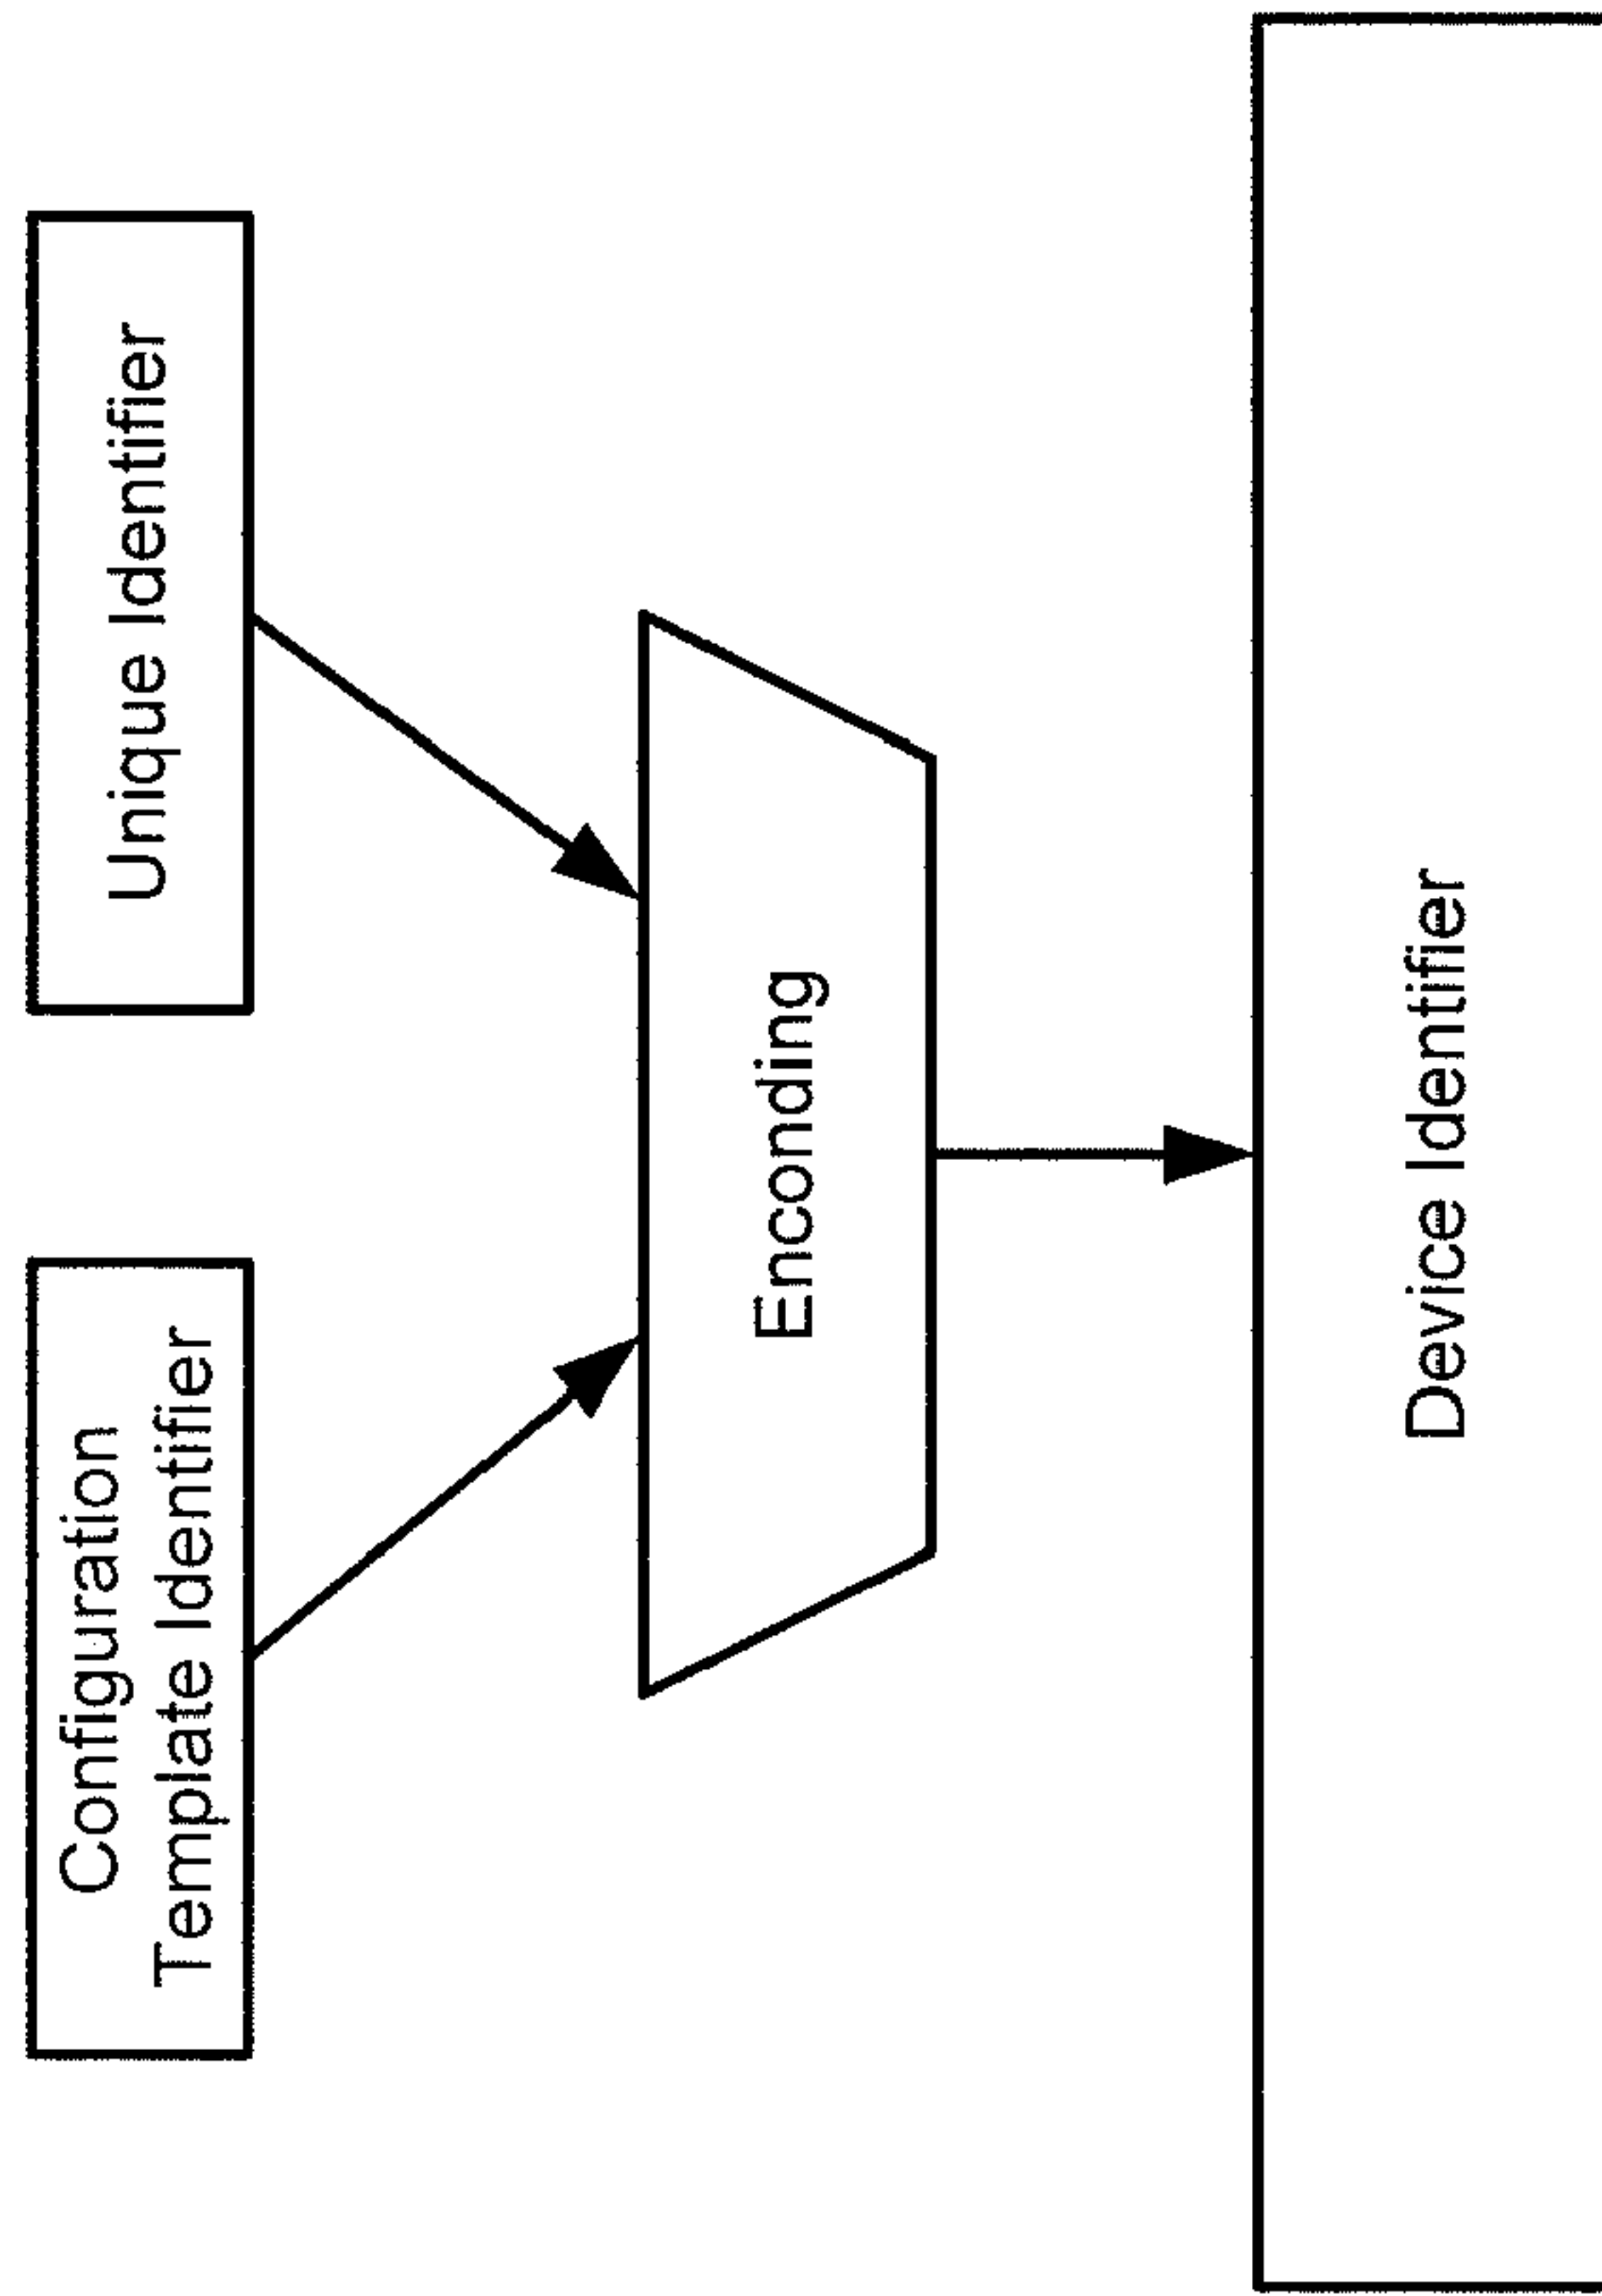 Configuration
Template Identifier
Unique Identifier
Enconding
Device Identifier